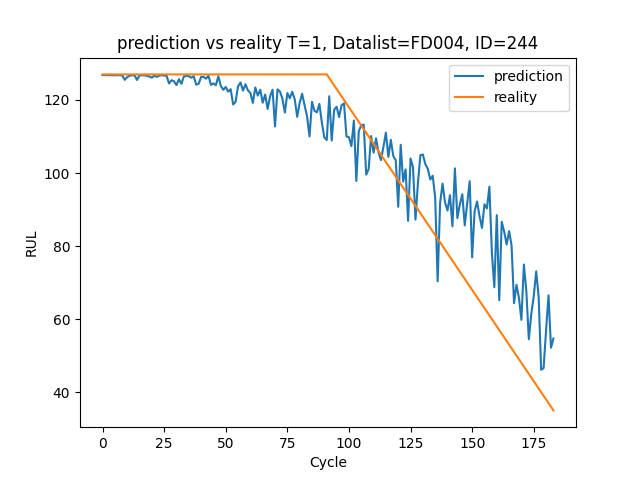 prediction vs reality T=1, Datalist=FD004, ID=244
prediction
reality
120
100
80
60
40
RUL
0 25 50 75 100 125 150 175
Cycle